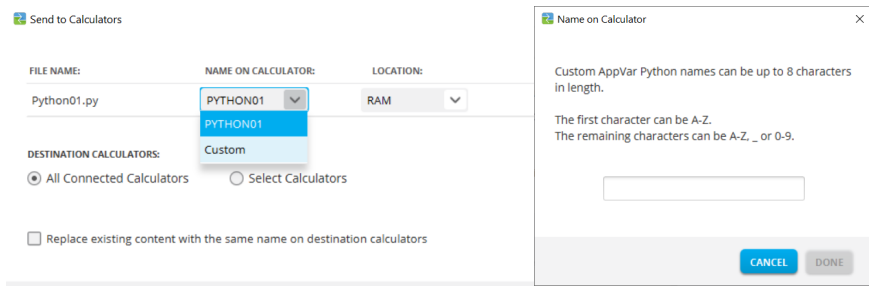 Send to Calculators
FILE NAME:
NAME ON CALCULATOR:
LOCATION:
Python01.py
PYTHON01
RAM
PYTHON01
Custom
DESTINATION CALCULATORS:
All Connected Calculators
Select Calculators
Replace existing content with the same name on destination calculators
Name on Calculator
Custom AppVar Python names can be up to 8 characters
in length.
The first character can be A-Z.
The remaining characters can be A-Z, _ or 0-9.
CANCEL
DONE